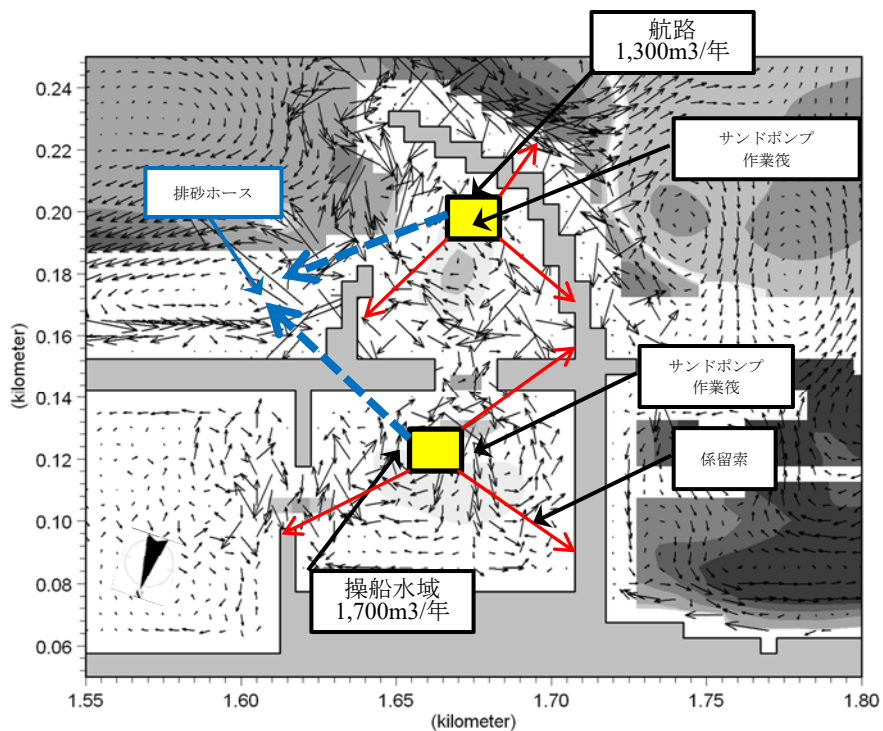 航路
1,300m3/年
サンドポンプ
作業筏
排砂ホース
サンドポンプ
作業筏
係留索
操船水域
1,700m3/年
N
(kilometer)
0.24
0.22
0.20
0.18
0.16
0.14
0.12
0.10
0.08
0.06
1.55
1.60
1.65
1.70
1.75
1.80
(kilometer)